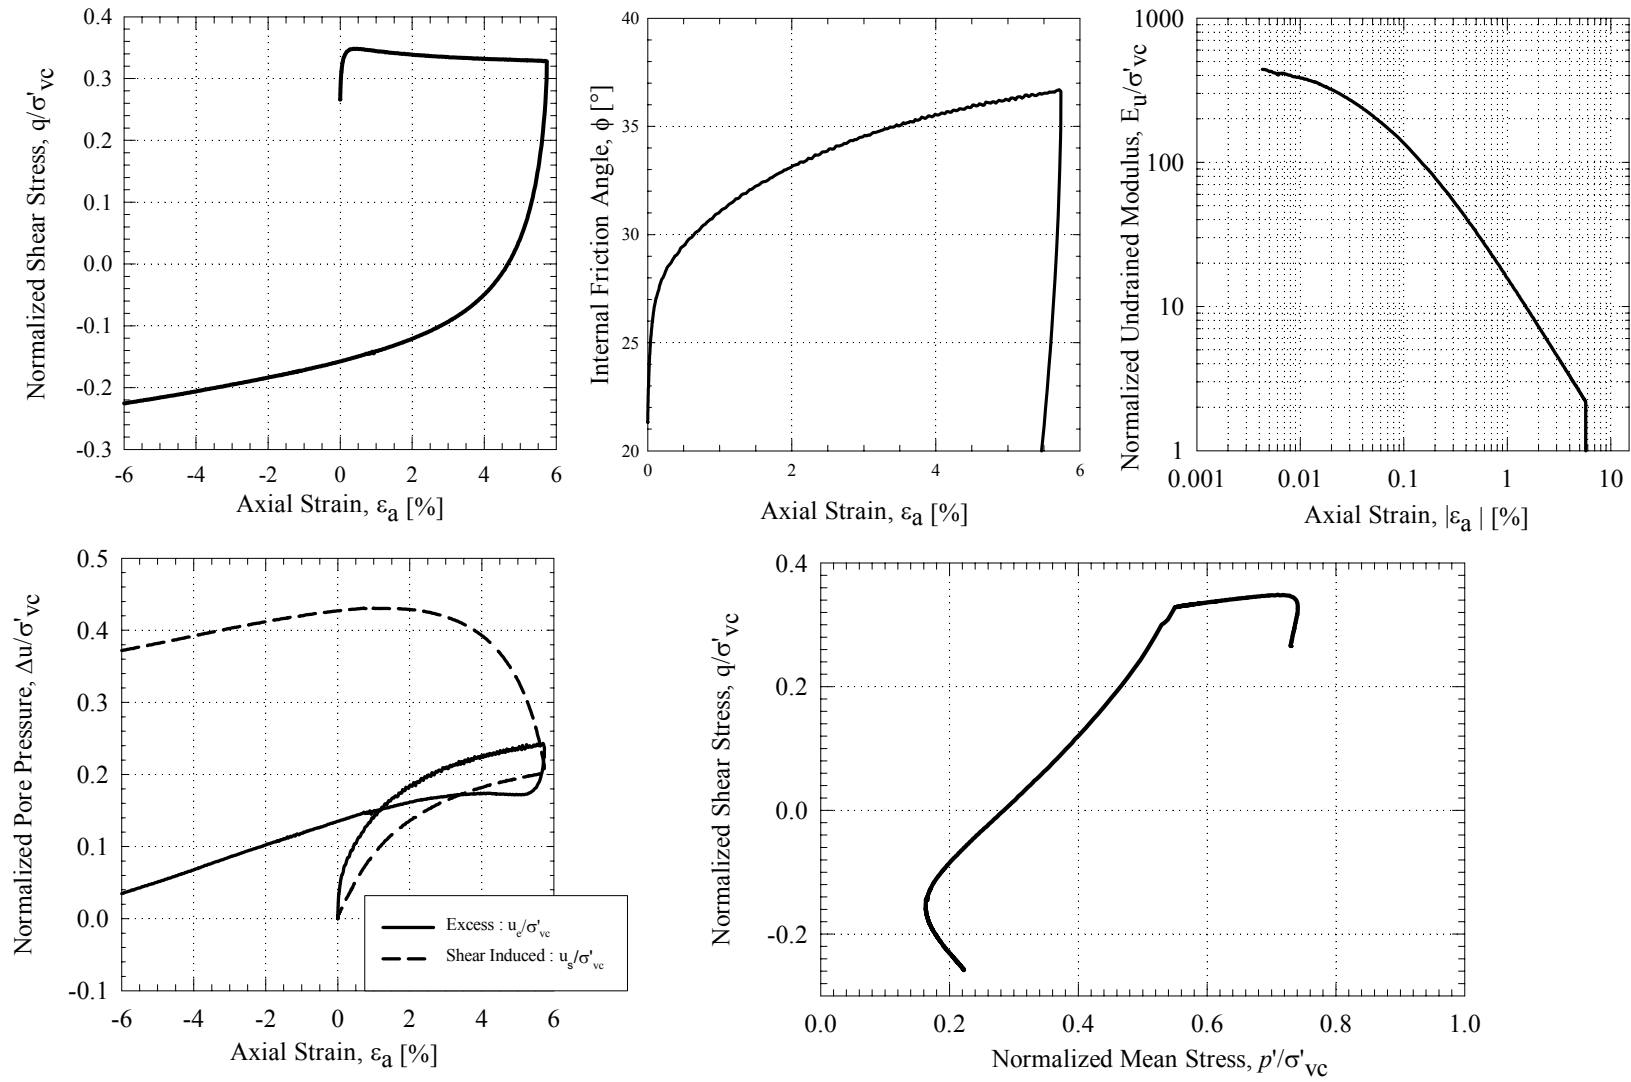 Normalized Shear Stress, q/σ'vc
0.4
0.3
0.2
0.1
0.0
-0.1
-0.2
-0.3
-6 -4 -2 0 2 4 6
Axial Strain, εa [%]
Internal Friction Angle, ϕ [°]
40
35
30
25
20
0 2 4 6
Axial Strain, εa [%]
Normalized Undrained Modulus, Eu/σ'vc
1000
100
10
1
0.001 0.01 0.1 1 10
Axial Strain, |εa | [%]
Normalized Pore Pressure, Δu/σ'vc
0.5
0.4
0.3
0.2
0.1
0.0
-0.1
Excess : ue/σ'vc
Shear Induced : us/σ'vc
-6 -4 -2 0 2 4 6
Axial Strain, εa [%]
Normalized Shear Stress, q/σ'vc
0.4
0.2
0.0
-0.2
0.0 0.2 0.4 0.6 0.8 1.0
Normalized Mean Stress, p'/σ'vc